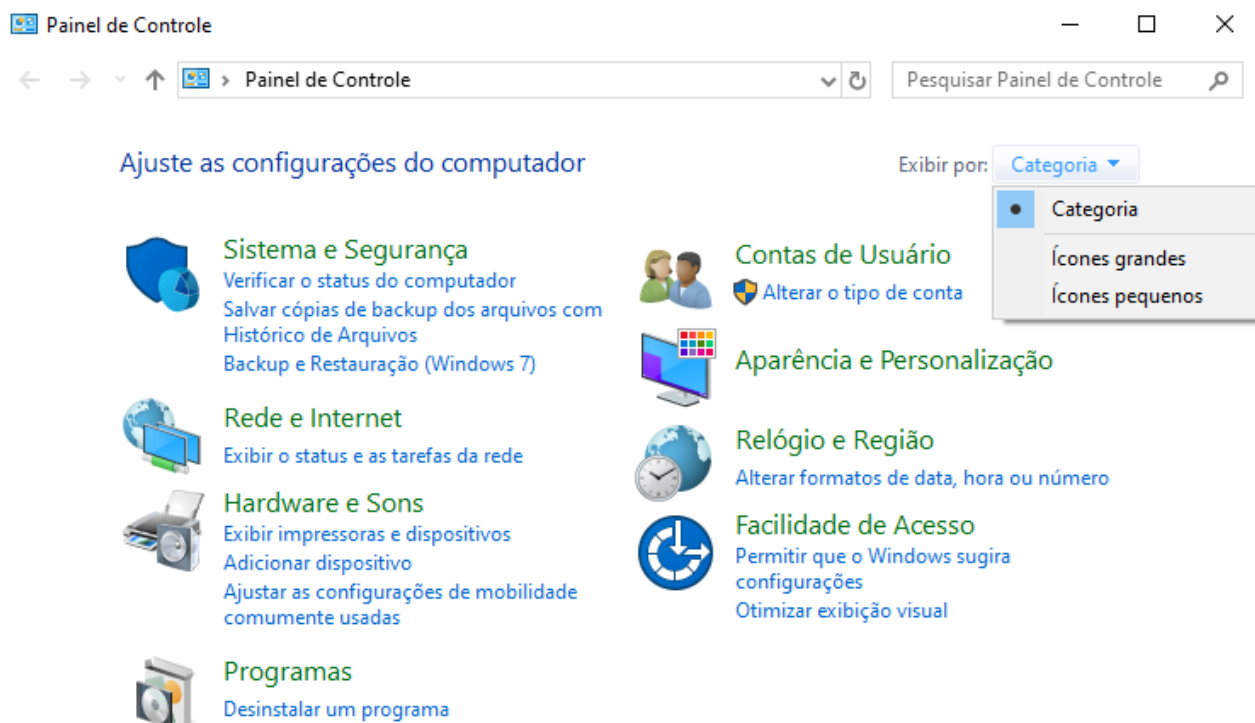 Painel de Controle
Painel de Controle
Pesquisar Painel de Controle
Ajuste as configurações do computador
Exibir por:
Categoria
Categoria
Ícones grandes
Ícones pequenos
Sistema e Segurança
Verificar o status do computador
Salvar cópias de backup dos arquivos com
Histórico de Arquivos
Backup e Restauração (Windows 7)
Rede e Internet
Exibir o status e as tarefas da rede
Hardware e Sons
Exibir impressoras e dispositivos
Adicionar dispositivo
Ajustar as configurações de mobilidade
comumente usadas
Programas
Desinstalar um programa
Contas de Usuário
Alterar o tipo de conta
Aparência e Personalização
Relógio e Região
Alterar formatos de data, hora ou número
Facilidade de Acesso
Permitir que o Windows sugira
configurações
Otimizar exibição visual